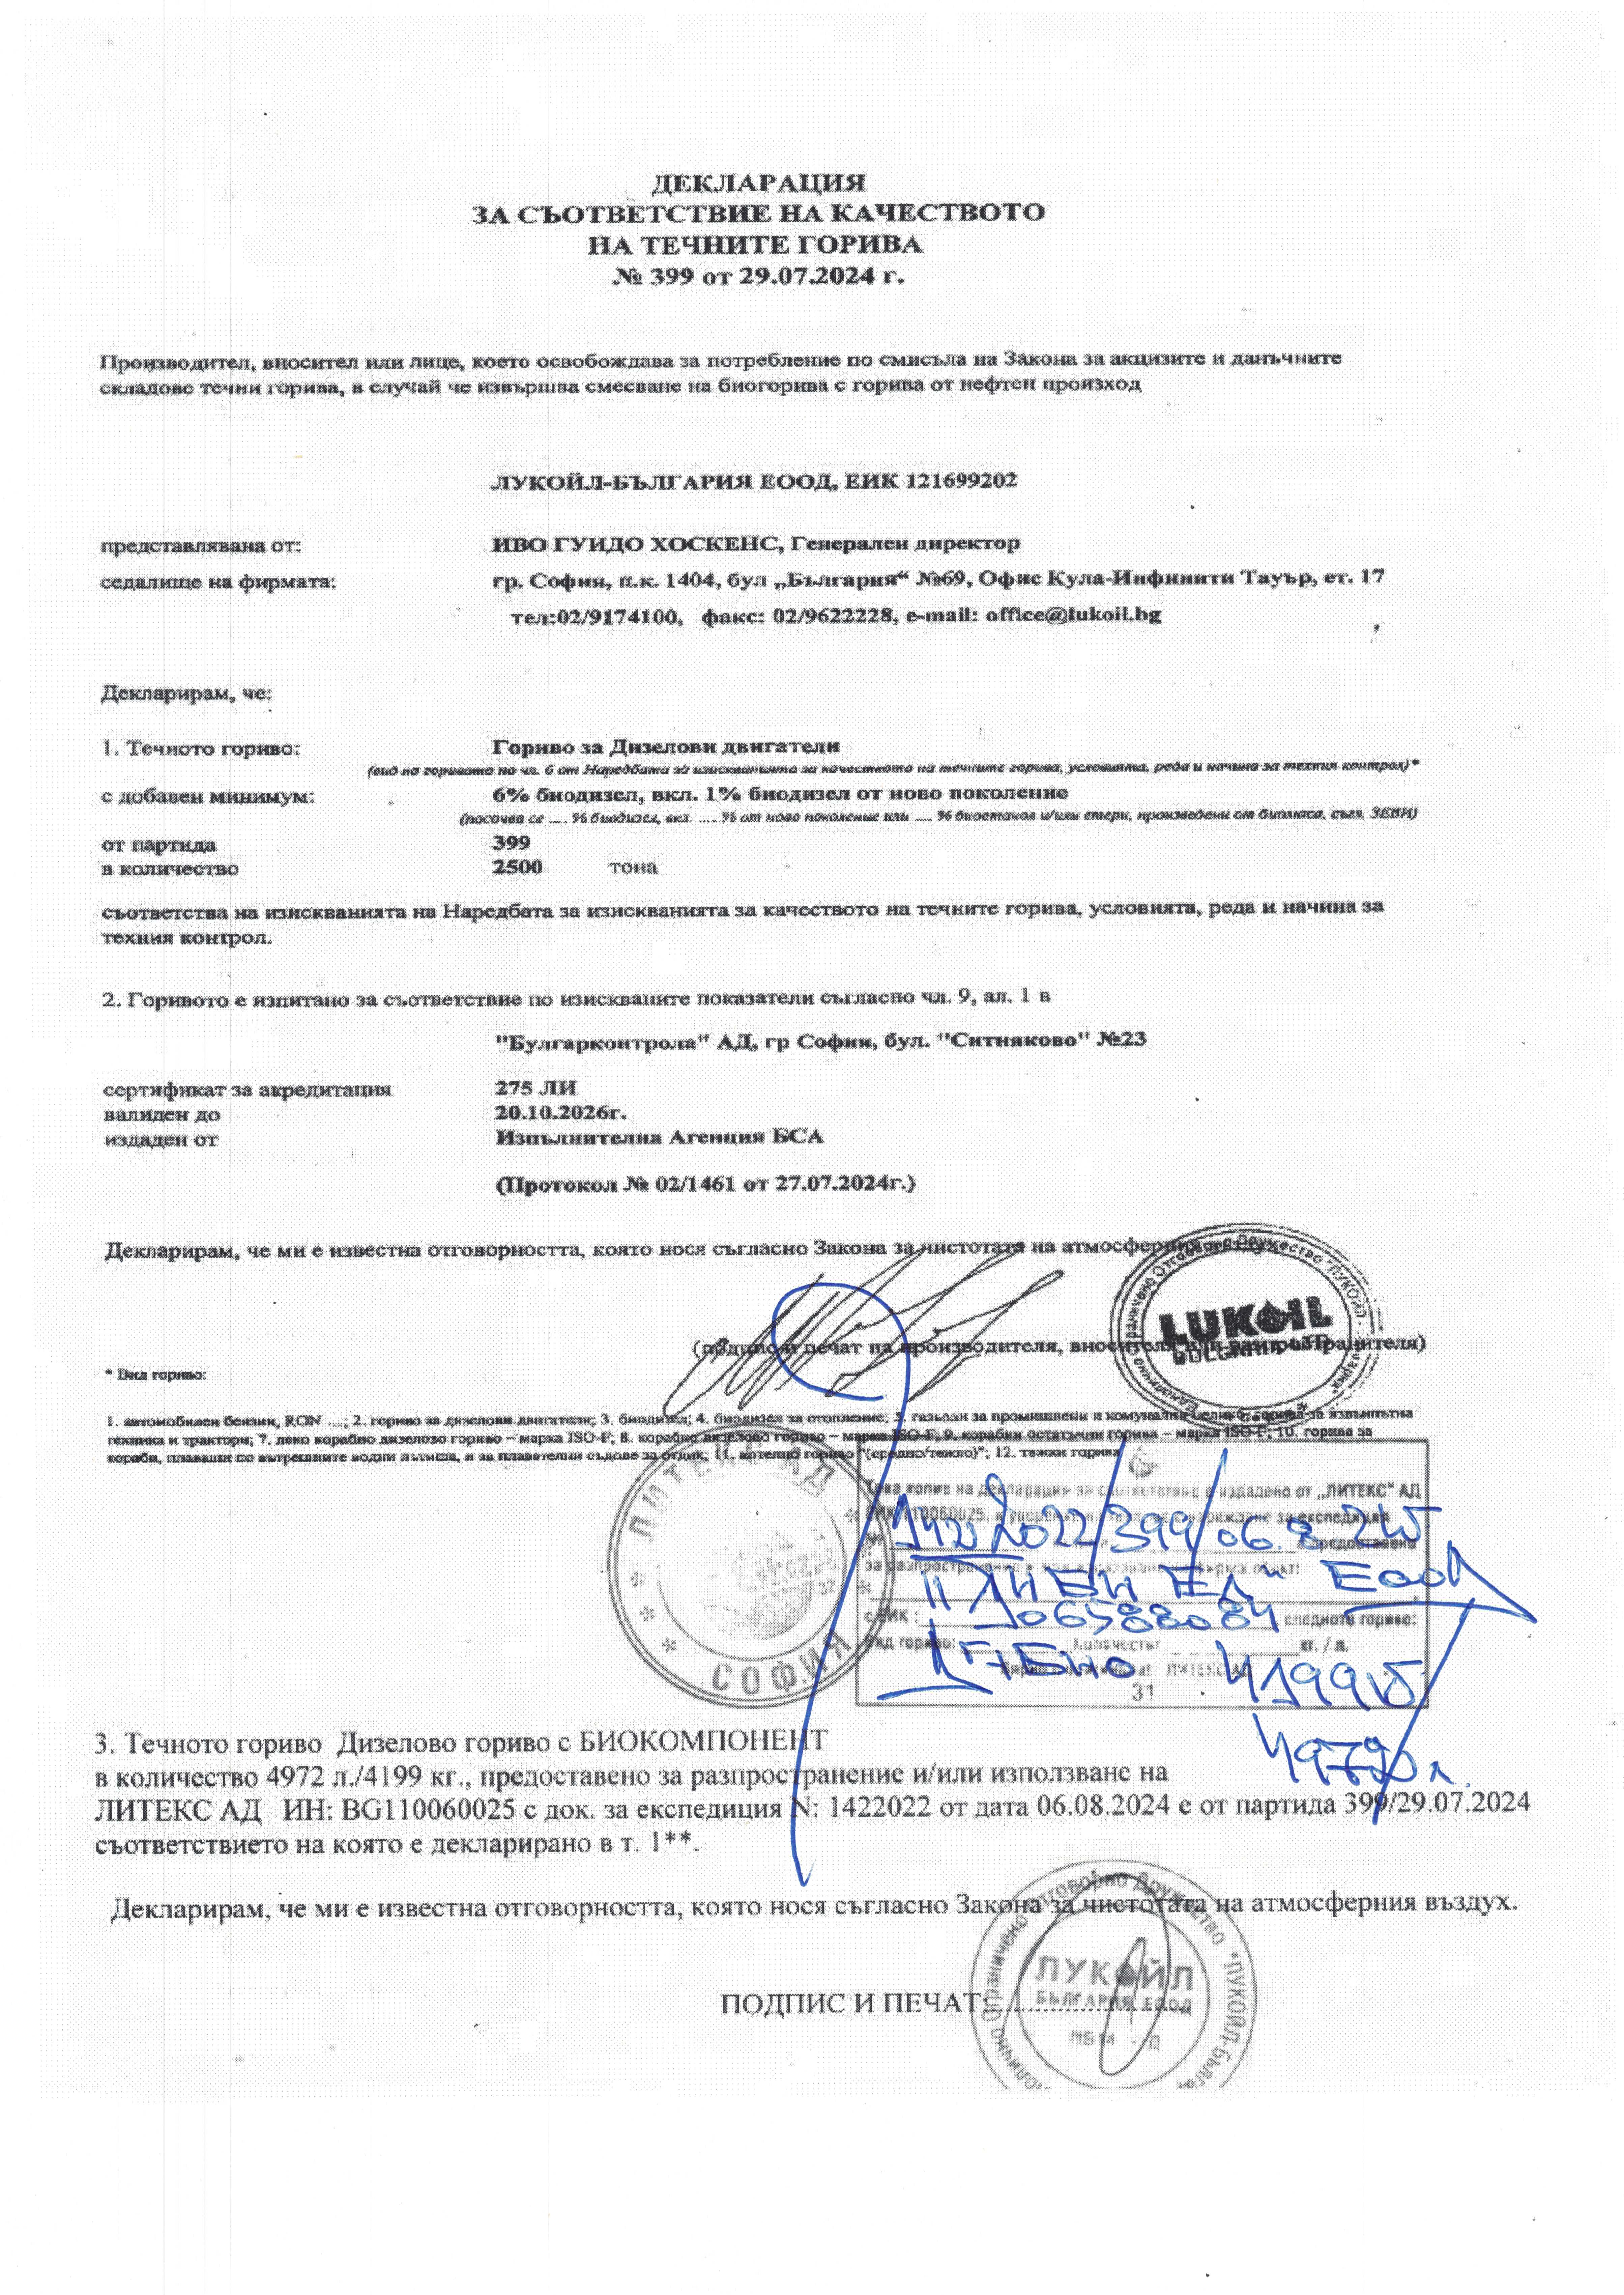 ДЕКЛАРАЦИЯ
ЗА СЪОТВЕТСТВИЕ НА КАЧЕСТВОТО
НА ТЕЧНИТЕ ГОРИВА
№ 399 от 29.07.2024 г.
Производител, вносител или лице, което освобождава за потребление по смисъла на Закона за акцизите и данъчните
складове течни горива, в случай че извършва смесване на биогорива с горива от нефтен произход
ЛУКОЙЛ-БЪЛГАРИЯ ЕООД, ЕИК 121699202
представлявана от: ИВО ГУИДО ХОСКЕНС, Генерален директор
седалище на фирмата: гр. София, п.к. 1404, бул „България“ №69, Офис Кула-Инфинити Тауър, ет. 17
тел:02/9174100, факс: 02/9622228, e-mail: office@lukoil.bg
Декларирам, че:
1. Течното гориво: Гориво за Дизелови двигатели
(вид на горивото по чл. 6 от Наредбата за изискванията за качеството на течните горива, условията, реда и начина за техния контрол)*
с добавен минимум: 6% биодизел, вкл. 1% биодизел от ново поколение
(посочва се .... % биодизел, вкл. .... % от ново поколение или .... % биоетанол и/или етери, произведени от биомаса, съгл. ЗЕВИ)
от партида 399
в количество 2500 тона
съответства на изискванията на Наредбата за изискванията за качеството на течните горива, условията, реда и начина за
техния контрол.
2. Горивото е изпитано за съответствие по изискваните показатели съгласно чл. 9, ал. 1 в
"Булгарконтрола" АД, гр София, бул. "Ситняково" №23
сертификат за акредитация 275 ЛИ
валиден до 20.10.2026г.
издаден от Изпълнителна Агенция БСА
(Протокол № 02/1461 от 27.07.2024г.)
Декларирам, че ми е известна отговорността, която нося съгласно Закона за чистотата на
(подпис и печат на производителя, вносителя или разпространителя)
LUKOIL
BULGARIA LTD
* Вид гориво:
1. автомобилен бензин, RON ....; 2. гориво за дизелови двигатели; 3. биодизел; 4. биодизел за отопление; 5. газьол за промишлени и комунални цели; 6. горива за извънпътна
техника и трактори; 7. леко корабно дизелово гориво – марка ISO-F; 8. корабно дизелово гориво – марка ISO-F; 9. корабни остатъчни горива – марка ISO-F; 10. горива за
кораби, плаващи по вътрешните водни пътища, и за плавателни съдове за отдих; 11. котелно гориво "(средно/тежко)"; 12. тежки горива
ЛИТЕКС АД
СОФИЯ
копие на декларация за съответствие е издадено от „ЛИТЕКС“ АД
1422022/399/06.8.24
ЕООД
с ЕИК : следното гориво:
Вид гориво: кг. / л.
ЛИТЕКС АД
4199
31
3. Течното гориво Дизелово гориво с БИОКОМПОНЕНТ
в количество 4972 л./4199 кг., предоставено за разпространение и/или използване на
ЛИТЕКС АД ИН: BG110060025 с док. за експедиция N: 1422022 от дата 06.08.2024 е от партида 399/29.07.2024
съответствието на която е декларирано в т. 1**.
Декларирам, че ми е известна отговорността, която нося съгласно Закона за чистотата на атмосферния въздух.
ПОДПИС И ПЕЧАТ:
ЛУКОЙЛ
БЪЛГАРИЯ ЕООД